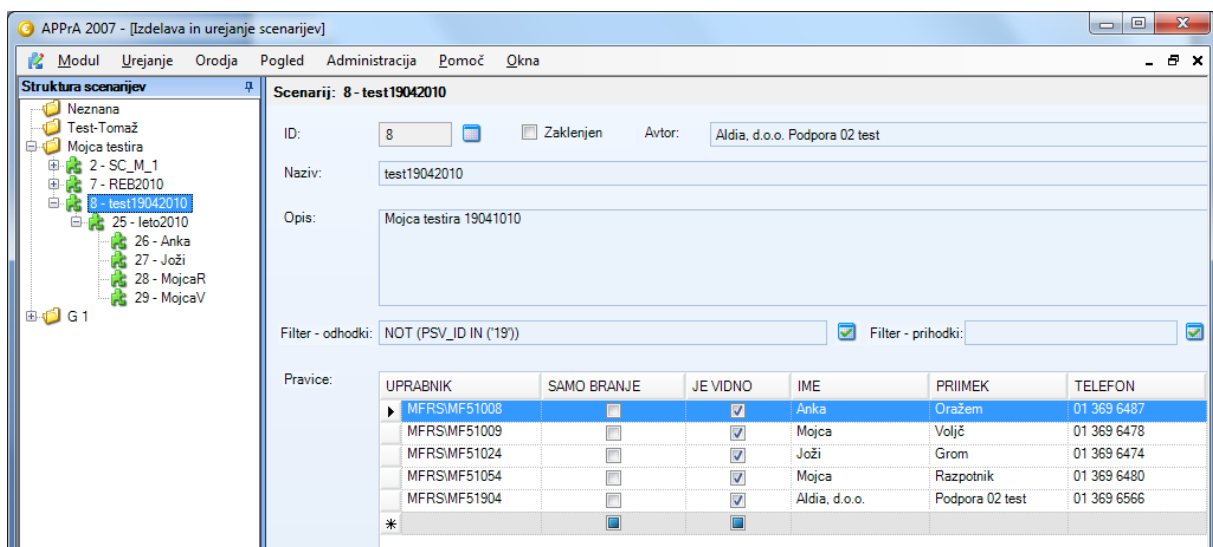 APPrA 2007 - [Izdelava in urejanje scenarijev]
Modul Urejanje Orodja Pogled Administracija Pomoč Okna
Struktura scenarijev
Neznana
Test-Tomaž
Mojca testira
2 - SC_M_1
7 - REB2010
8 - test19042010
25 - leto2010
26 - Anka
27 - Joži
28 - MojcaR
29 - MojcaV
G 1
Scenarij: 8 - test19042010
ID: 8 Zaklenjen Avtor: Aldia, d.o.o. Podpora 02 test
Naziv: test19042010
Opis: Mojca testira 19041010
Filter - odhodki: NOT (PSV_ID IN ('19')) Filter - prihodki:
Pravice:
UPRABNIK SAMO BRANJE JE VIDNO IME PRIIMEK TELEFON
MFRS\MF51008 Anka Oražem 01 369 6487
MFRS\MF51009 Mojca Voljč 01 369 6478
MFRS\MF51024 Joži Grom 01 369 6474
MFRS\MF51054 Mojca Razpotnik 01 369 6480
MFRS\MF51904 Aldia, d.o.o. Podpora 02 test 01 369 6566